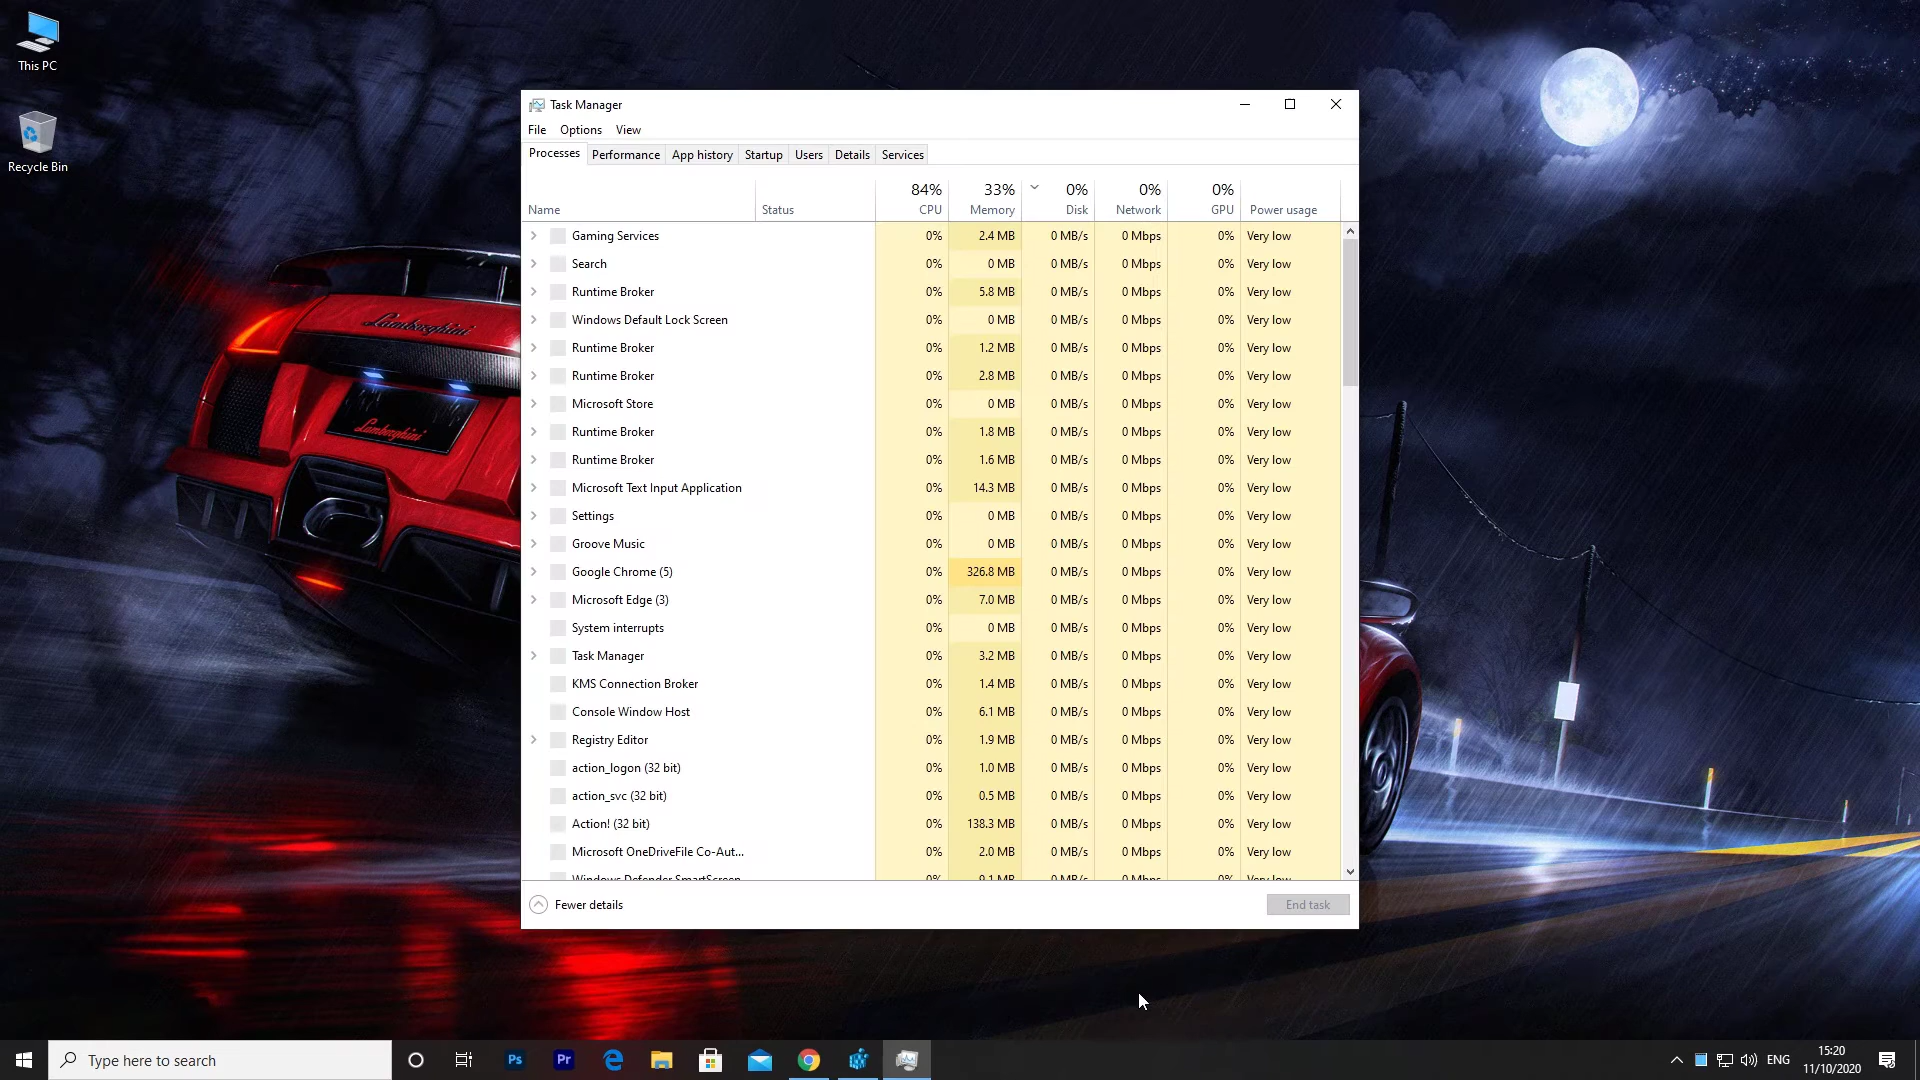 This PC
Recycle Bin
Lamborghini
Lamborghini
Task Manager
File Options View
Processes Performance App history Startup Users Details Services
84% 33% 0% 0% 0%
Name Status CPU Memory Disk Network GPU Power usage
Gaming Services 0% 2.4 MB 0 MB/s 0 Mbps 0% Very low
Search 0% 0 MB 0 MB/s 0 Mbps 0% Very low
Runtime Broker 0% 5.8 MB 0 MB/s 0 Mbps 0% Very low
Windows Default Lock Screen 0% 0 MB 0 MB/s 0 Mbps 0% Very low
Runtime Broker 0% 1.2 MB 0 MB/s 0 Mbps 0% Very low
Runtime Broker 0% 2.8 MB 0 MB/s 0 Mbps 0% Very low
Microsoft Store 0% 0 MB 0 MB/s 0 Mbps 0% Very low
Runtime Broker 0% 1.8 MB 0 MB/s 0 Mbps 0% Very low
Runtime Broker 0% 1.6 MB 0 MB/s 0 Mbps 0% Very low
Microsoft Text Input Application 0% 14.3 MB 0 MB/s 0 Mbps 0% Very low
Settings 0% 0 MB 0 MB/s 0 Mbps 0% Very low
Groove Music 0% 0 MB 0 MB/s 0 Mbps 0% Very low
Google Chrome (5) 0% 326.8 MB 0 MB/s 0 Mbps 0% Very low
Microsoft Edge (3) 0% 7.0 MB 0 MB/s 0 Mbps 0% Very low
System interrupts 0% 0 MB 0 MB/s 0 Mbps 0% Very low
Task Manager 0% 3.2 MB 0 MB/s 0 Mbps 0% Very low
KMS Connection Broker 0% 1.4 MB 0 MB/s 0 Mbps 0% Very low
Console Window Host 0% 6.1 MB 0 MB/s 0 Mbps 0% Very low
Registry Editor 0% 1.9 MB 0 MB/s 0 Mbps 0% Very low
action_logon (32 bit) 0% 1.0 MB 0 MB/s 0 Mbps 0% Very low
action_svc (32 bit) 0% 0.5 MB 0 MB/s 0 Mbps 0% Very low
Action! (32 bit) 0% 138.3 MB 0 MB/s 0 Mbps 0% Very low
Microsoft OneDriveFile Co-Aut... 0% 2.0 MB 0 MB/s 0 Mbps 0% Very low
Windows Defender SmartScreen 0% 9.1 MB 0 MB/s 0 Mbps 0% Very low
Fewer details End task
Type here to search Ps Pr ENG 15:20
11/10/2020